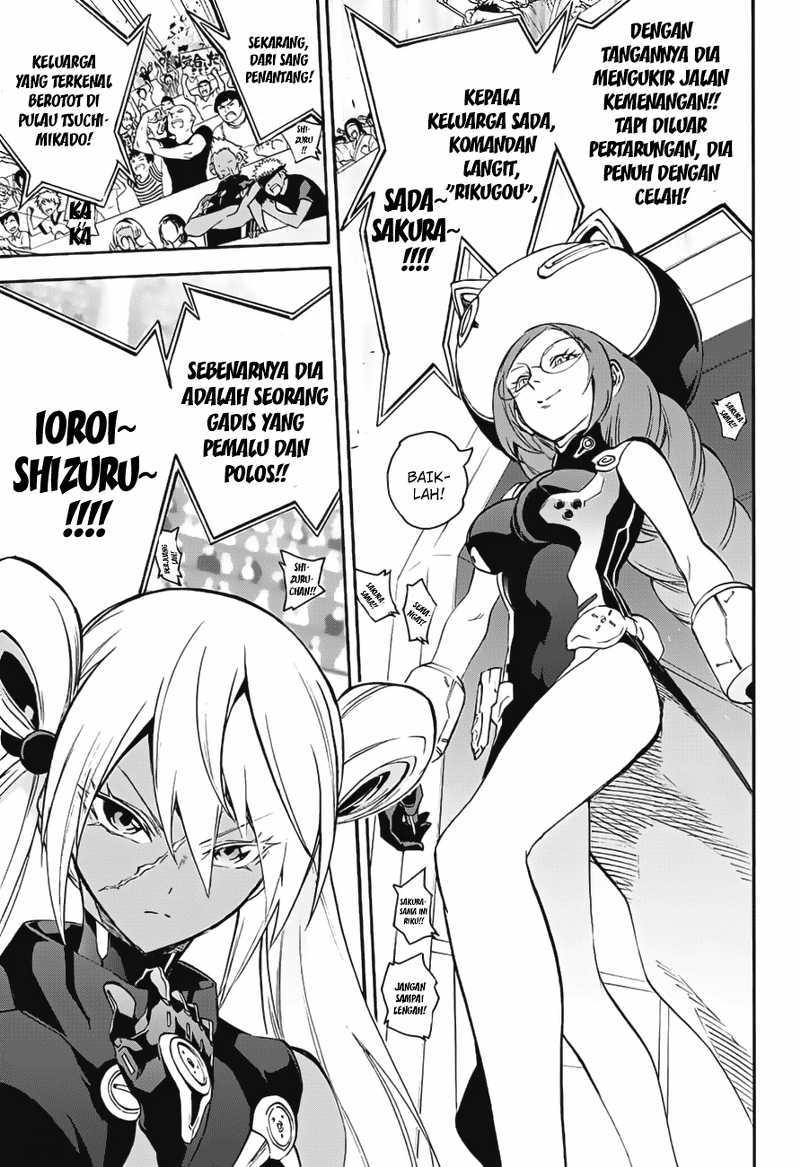 DENGAN
TANGANNYA DIA
MENGUKIR JALAN
KEMENANGAN!!
TAPI DILUAR
PERTARUNGAN, DIA
PENUH DENGAN
CELAH!
KEPALA
KELUARGA SADA,
KOMANDAN
LANGIT,
"RIKUGOU",
SADA~
SAKURA~
!!!!
SAKURA
SAMA!!
BAIK-
LAH!
SAKURA
SAMA!!
SEMA-
NGAT!!
SAKURA-
SAMA INI
RIKU!!
JANGAN
SAMPAI
LENGAH!
SEKARANG,
DARI SANG
PENANTANG!
SHI-
ZURU
!!
KELUARGA
YANG TERKENAL
BEROTOT DI
PULAU TSUCHI-
MIKADO!
KA
KA
SEBENARNYA DIA
ADALAH SEORANG
GADIS YANG
PEMALU DAN
POLOS!!
IOROI~
SHIZURU~
!!!!
BERJUANG
LAH!
SHI-
ZURU-
CHAN!!